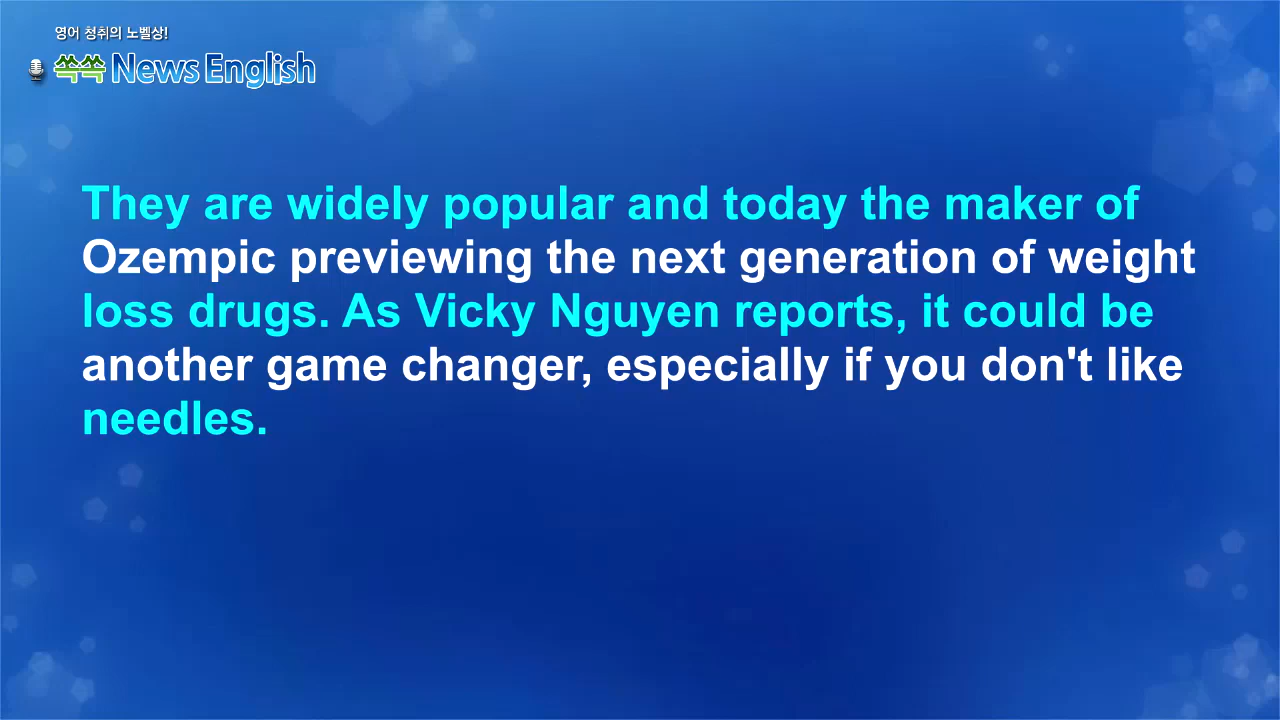 영어 청취의 노벨상!
쏙쏙 News English
They are widely popular and today the maker of
Ozempic previewing the next generation of weight
loss drugs. As Vicky Nguyen reports, it could be
another game changer, especially if you don't like
needles.